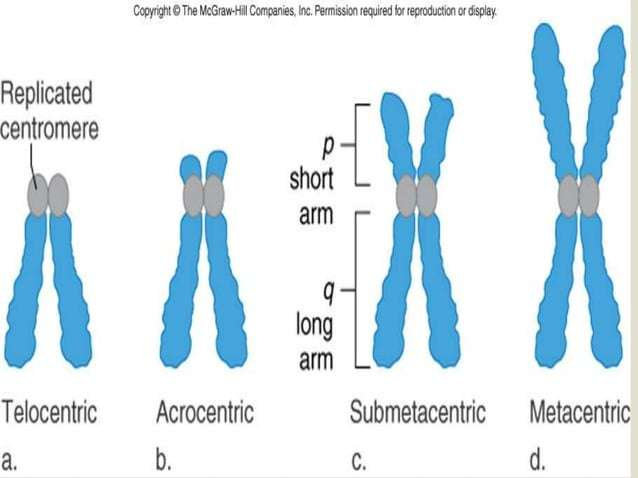 Copyright © The McGraw-Hill Companies, Inc. Permission required for reproduction or display.
Replicated
centromere
p
short
arm
q
long
arm
Telocentric
Acrocentric
Submetacentric
Metacentric
a.
b.
c.
d.